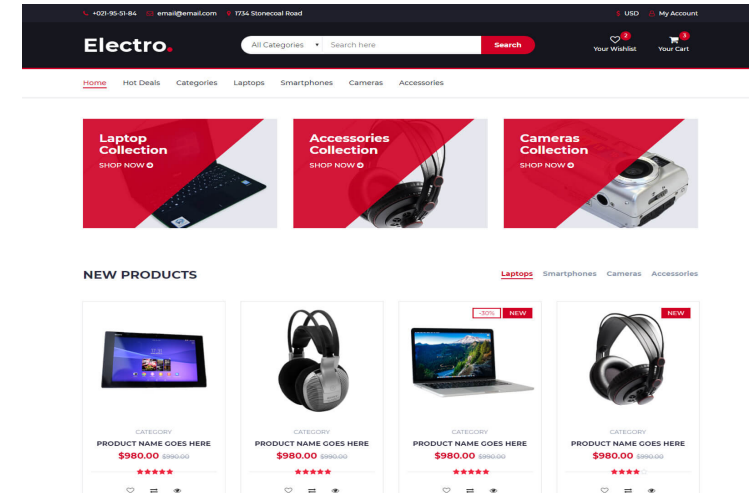 +021-95-51-84 email@email.com 1734 Stonecoal Road $ USD My Account
Electro.
All Categories Search here Search
2
Your Wishlist
3
Your Cart
Home Hot Deals Categories Laptops Smartphones Cameras Accessories
Laptop
Collection
SHOP NOW
Accessories
Collection
SHOP NOW
Cameras
Collection
SHOP NOW
NEW PRODUCTS
Laptops Smartphones Cameras Accessories
CATEGORY
PRODUCT NAME GOES HERE
$980.00 $990.00
CATEGORY
PRODUCT NAME GOES HERE
$980.00 $990.00
-30% NEW
CATEGORY
PRODUCT NAME GOES HERE
$980.00 $990.00
NEW
CATEGORY
PRODUCT NAME GOES HERE
$980.00 $990.00